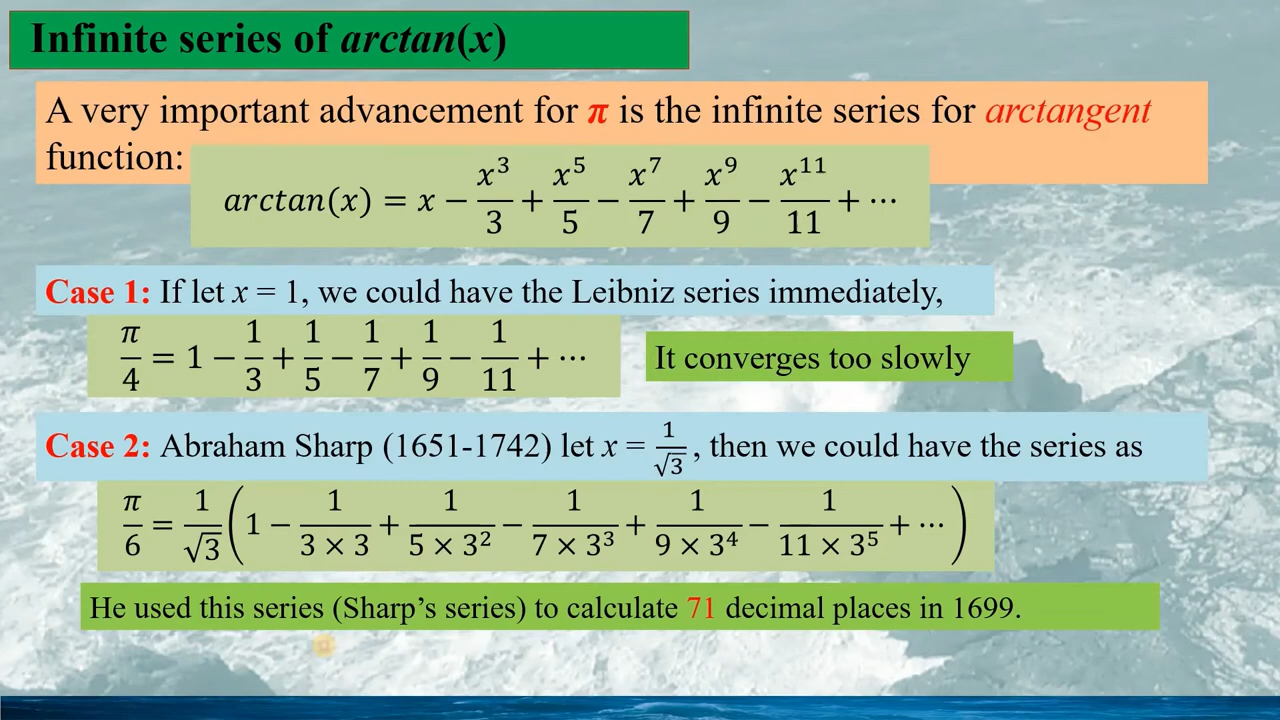 Infinite series of arctan(x)
A very important advancement for π is the infinite series for arctangent
function:
arctan(x) = x − x³/3 + x⁵/5 − x⁷/7 + x⁹/9 − x¹¹/11 + ⋯
Case 1: If let x = 1, we could have the Leibniz series immediately,
π/4 = 1 − 1/3 + 1/5 − 1/7 + 1/9 − 1/11 + ⋯
It converges too slowly
Case 2: Abraham Sharp (1651-1742) let x = 1/√3, then we could have the series as
π/6 = 1/√3 (1 − 1/(3 × 3) + 1/(5 × 3²) − 1/(7 × 3³) + 1/(9 × 3⁴) − 1/(11 × 3⁵) + ⋯)
He used this series (Sharp's series) to calculate 71 decimal places in 1699.